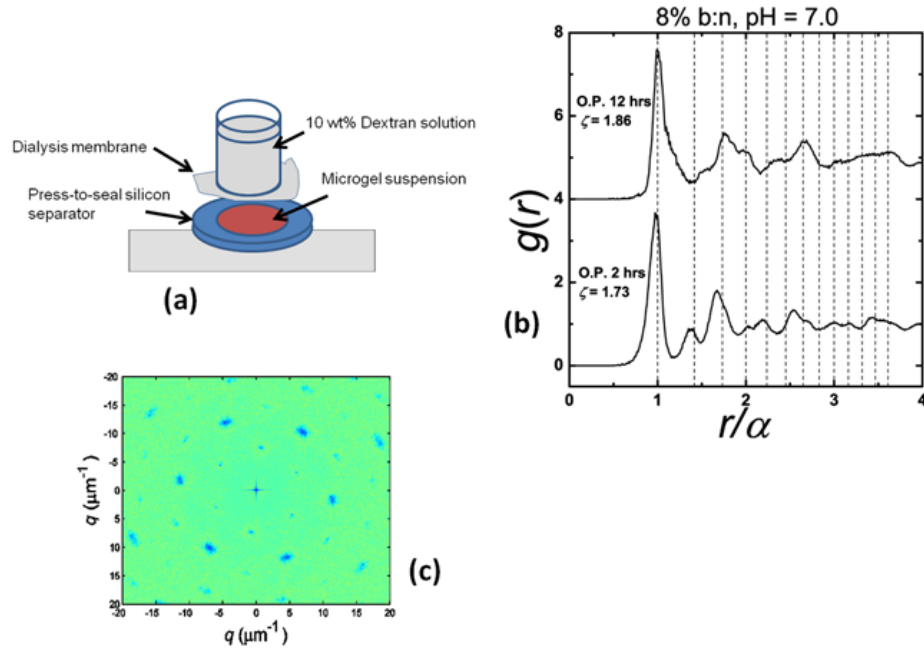 10 wt% Dextran solution
Dialysis membrane
Microgel suspension
Press-to-seal silicon
separator
(a)
8% b:n, pH = 7.0
8
6
4
2
0
g(r)
O.P. 12 hrs
ζ = 1.86
O.P. 2 hrs
ζ = 1.73
0 1 2 3 4
r/α
(b)
-20
-15
-10
-5
0
5
10
15
20
q (μm⁻¹)
-20 -15 -10 -5 0 5 10 15 20
q (μm⁻¹)
(c)